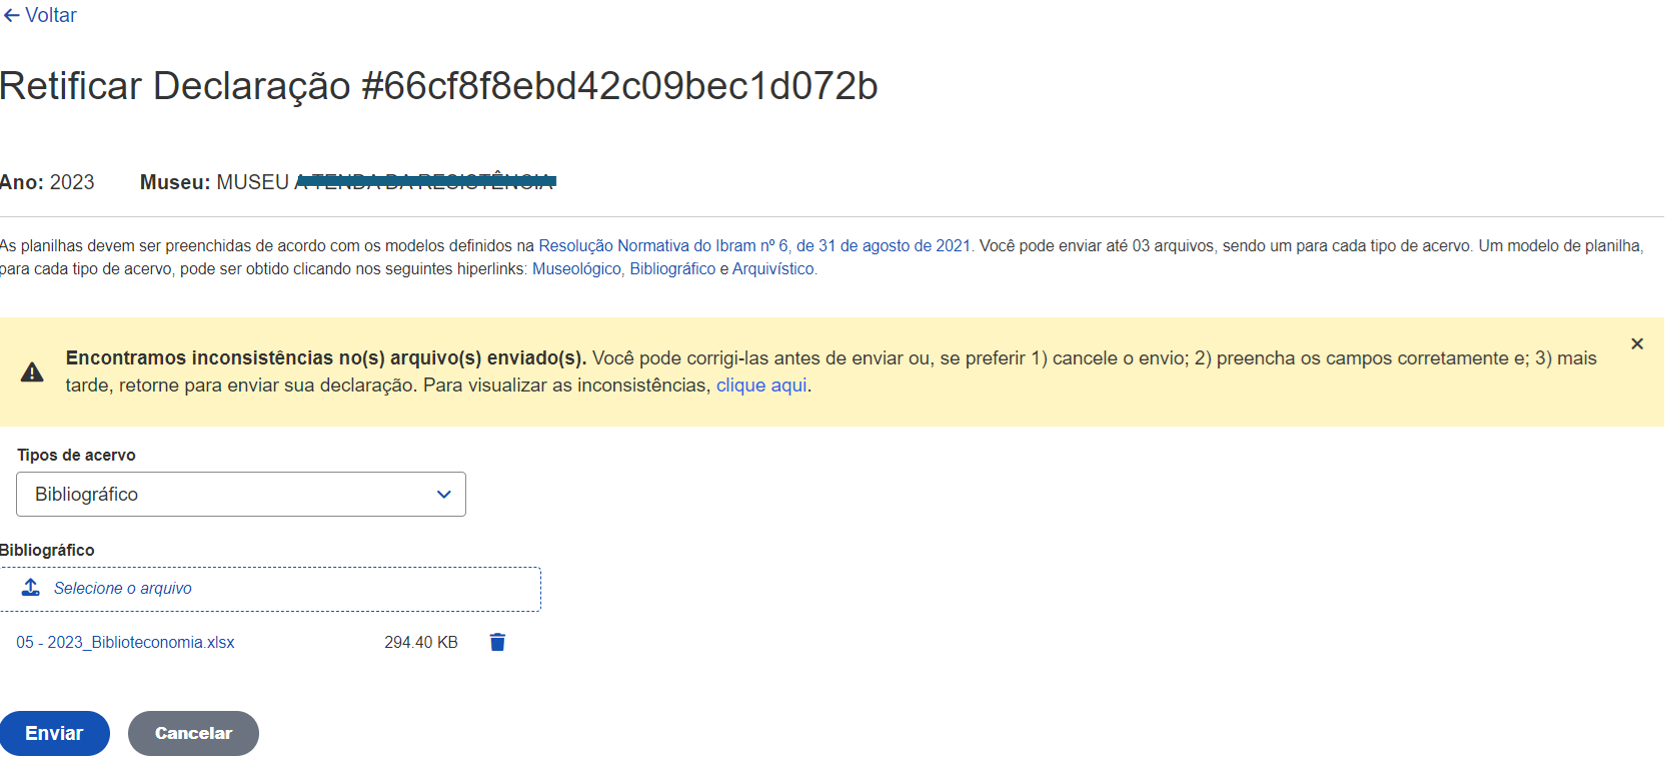 Voltar
Retificar Declaração #66cf8f8ebd42c09bec1d072b
Ano: 2023 Museu: MUSEU
As planilhas devem ser preenchidas de acordo com os modelos definidos na Resolução Normativa do Ibram nº 6, de 31 de agosto de 2021. Você pode enviar até 03 arquivos, sendo um para cada tipo de acervo. Um modelo de planilha,
para cada tipo de acervo, pode ser obtido clicando nos seguintes hiperlinks: Museológico, Bibliográfico e Arquivístico.
Encontramos inconsistências no(s) arquivo(s) enviado(s). Você pode corrigi-las antes de enviar ou, se preferir 1) cancele o envio; 2) preencha os campos corretamente e; 3) mais
tarde, retorne para enviar sua declaração. Para visualizar as inconsistências, clique aqui.
Tipos de acervo
Bibliográfico
Bibliográfico
Selecione o arquivo
05 - 2023_Biblioteconomia.xlsx 294.40 KB
Enviar Cancelar